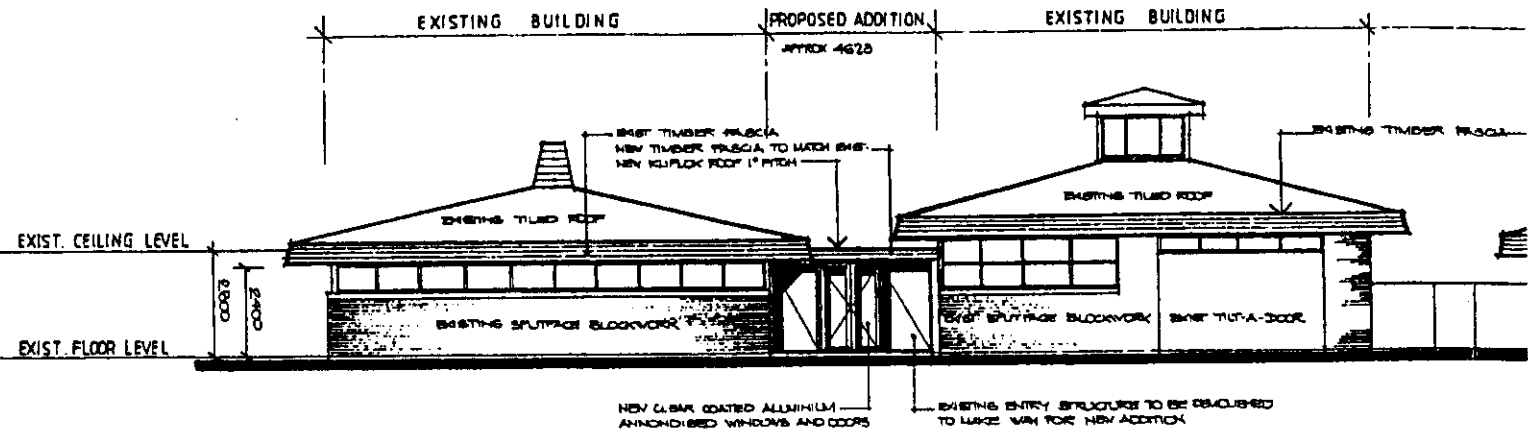 EXISTING BUILDING
PROPOSED ADDITION
EXISTING BUILDING
APPROX 4628
EXIST TIMBER FASCIA
NEW TIMBER FASCIA TO MATCH EXIST.
NEW KLIPLOK ROOF 1° PITCH
EXISTING TIMBER FASCIA
EXISTING TILED ROOF
EXISTING TILED ROOF
EXIST. CEILING LEVEL
2800
2400
EXISTING SPLITFACE BLOCKWORK
EXIST SPLITFACE BLOCKWORK
EXIST TILT-A-DOOR
EXIST. FLOOR LEVEL
NEW CLEAR COATED ALUMINIUM
ANNONDISED WINDOWS AND DOORS
EXISTING ENTRY STRUCTURE TO BE DEMOLISHED
TO MAKE WAY FOR NEW ADDITION